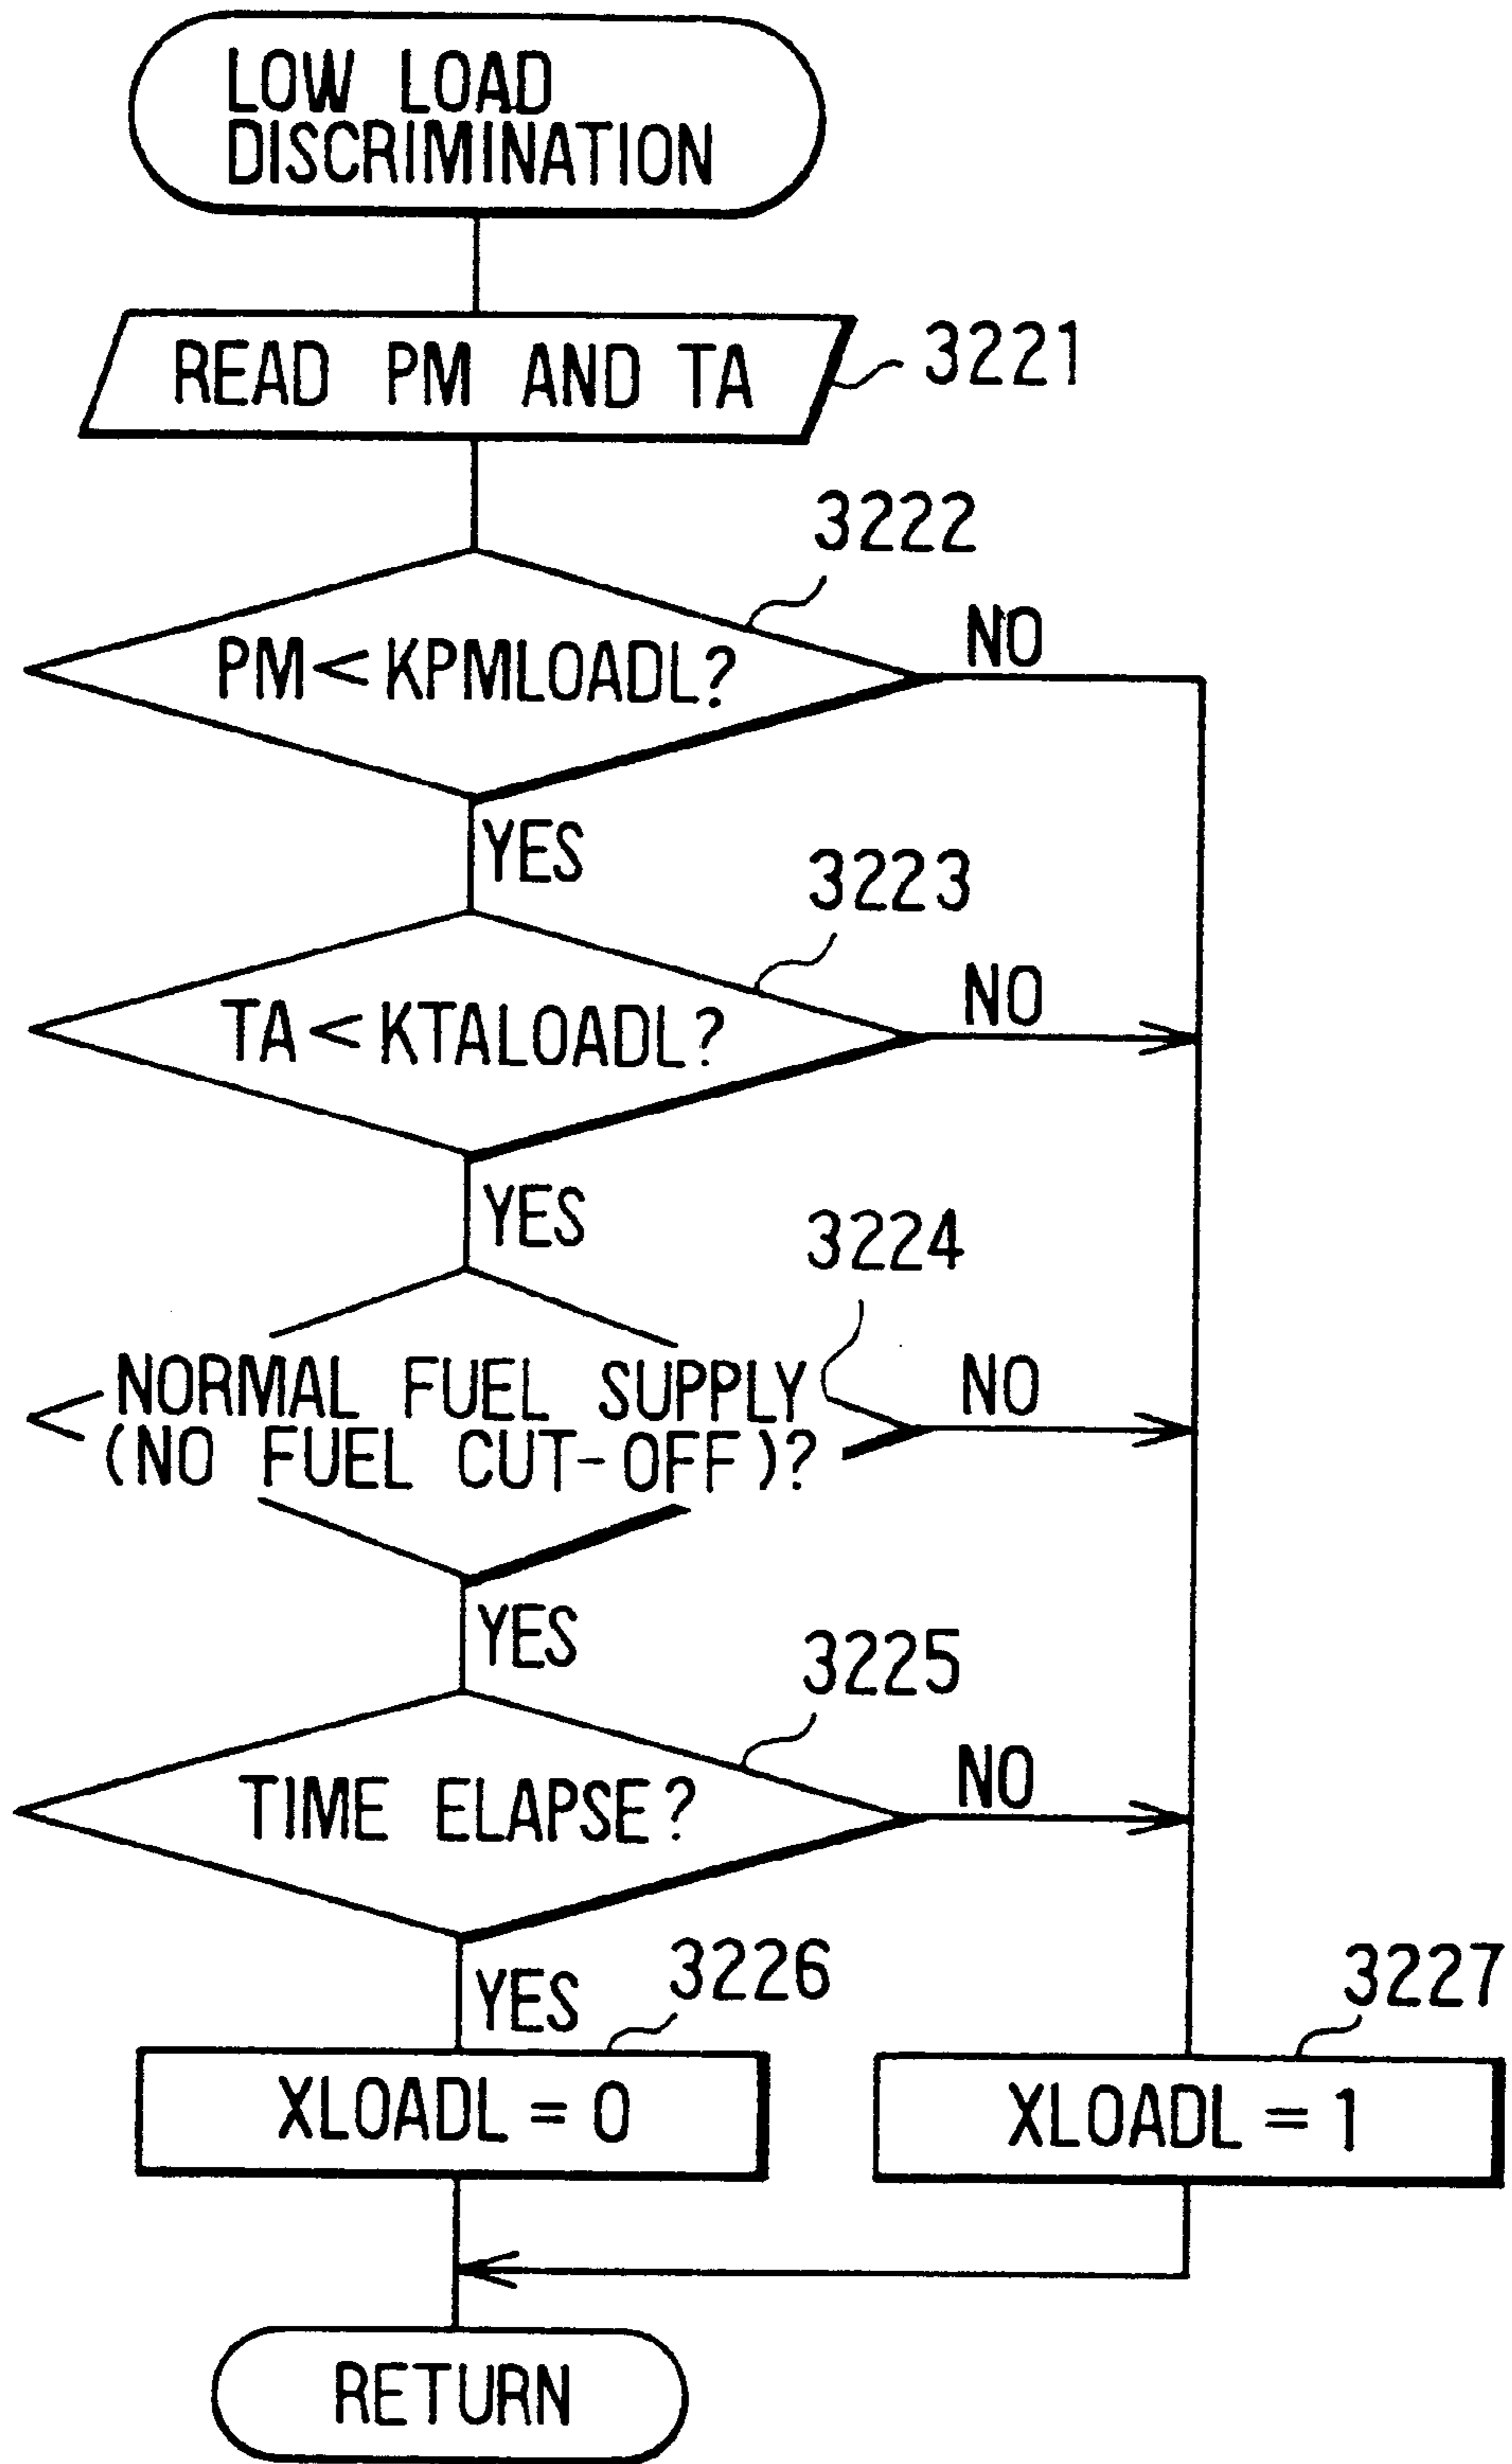 LOW LOAD
DISCRIMINATION
READ PM AND TA
3221
3222
PM<KPMLOADL?
NO
YES
3223
TA<KTALOADL?
NO
YES
3224
NORMAL FUEL SUPPLY
(NO FUEL CUT-OFF)?
NO
YES
3225
TIME ELAPSE?
NO
YES
3226
3227
XLOADL=0
XLOADL=1
RETURN